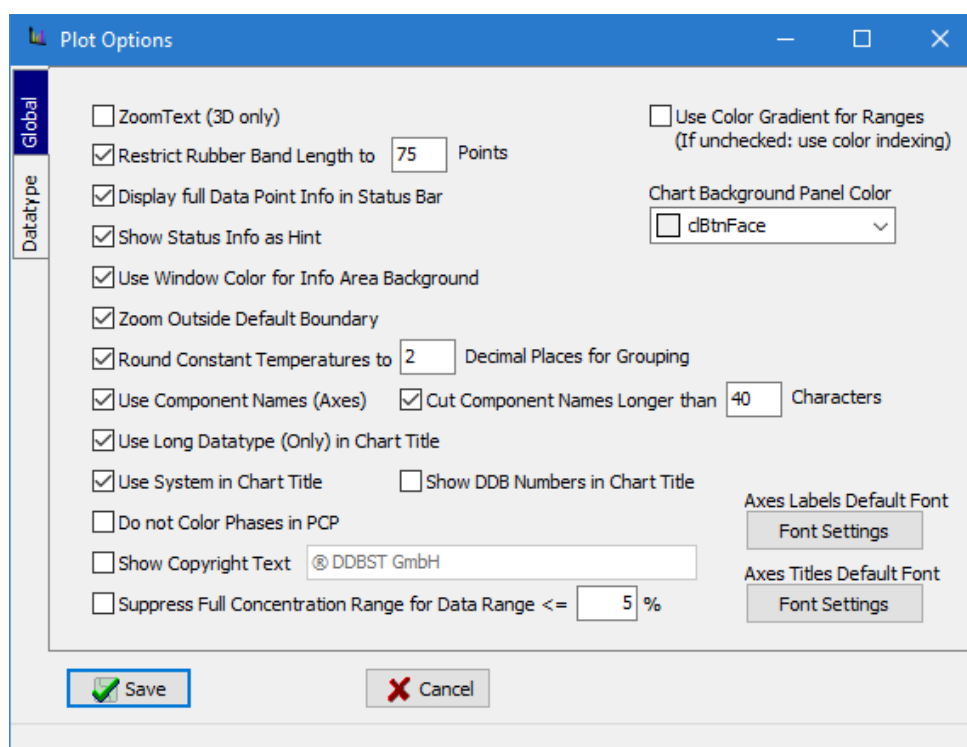 Plot Options
Global
Datatype
ZoomText (3D only)
Use Color Gradient for Ranges
(If unchecked: use color indexing)
Restrict Rubber Band Length to 75 Points
Display full Data Point Info in Status Bar
Chart Background Panel Color
clBtnFace
Show Status Info as Hint
Use Window Color for Info Area Background
Zoom Outside Default Boundary
Round Constant Temperatures to 2 Decimal Places for Grouping
Use Component Names (Axes) Cut Component Names Longer than 40 Characters
Use Long Datatype (Only) in Chart Title
Use System in Chart Title Show DDB Numbers in Chart Title
Axes Labels Default Font
Font Settings
Do not Color Phases in PCP
Show Copyright Text ® DDBST GmbH
Axes Titles Default Font
Font Settings
Suppress Full Concentration Range for Data Range <= 5 %
Save Cancel